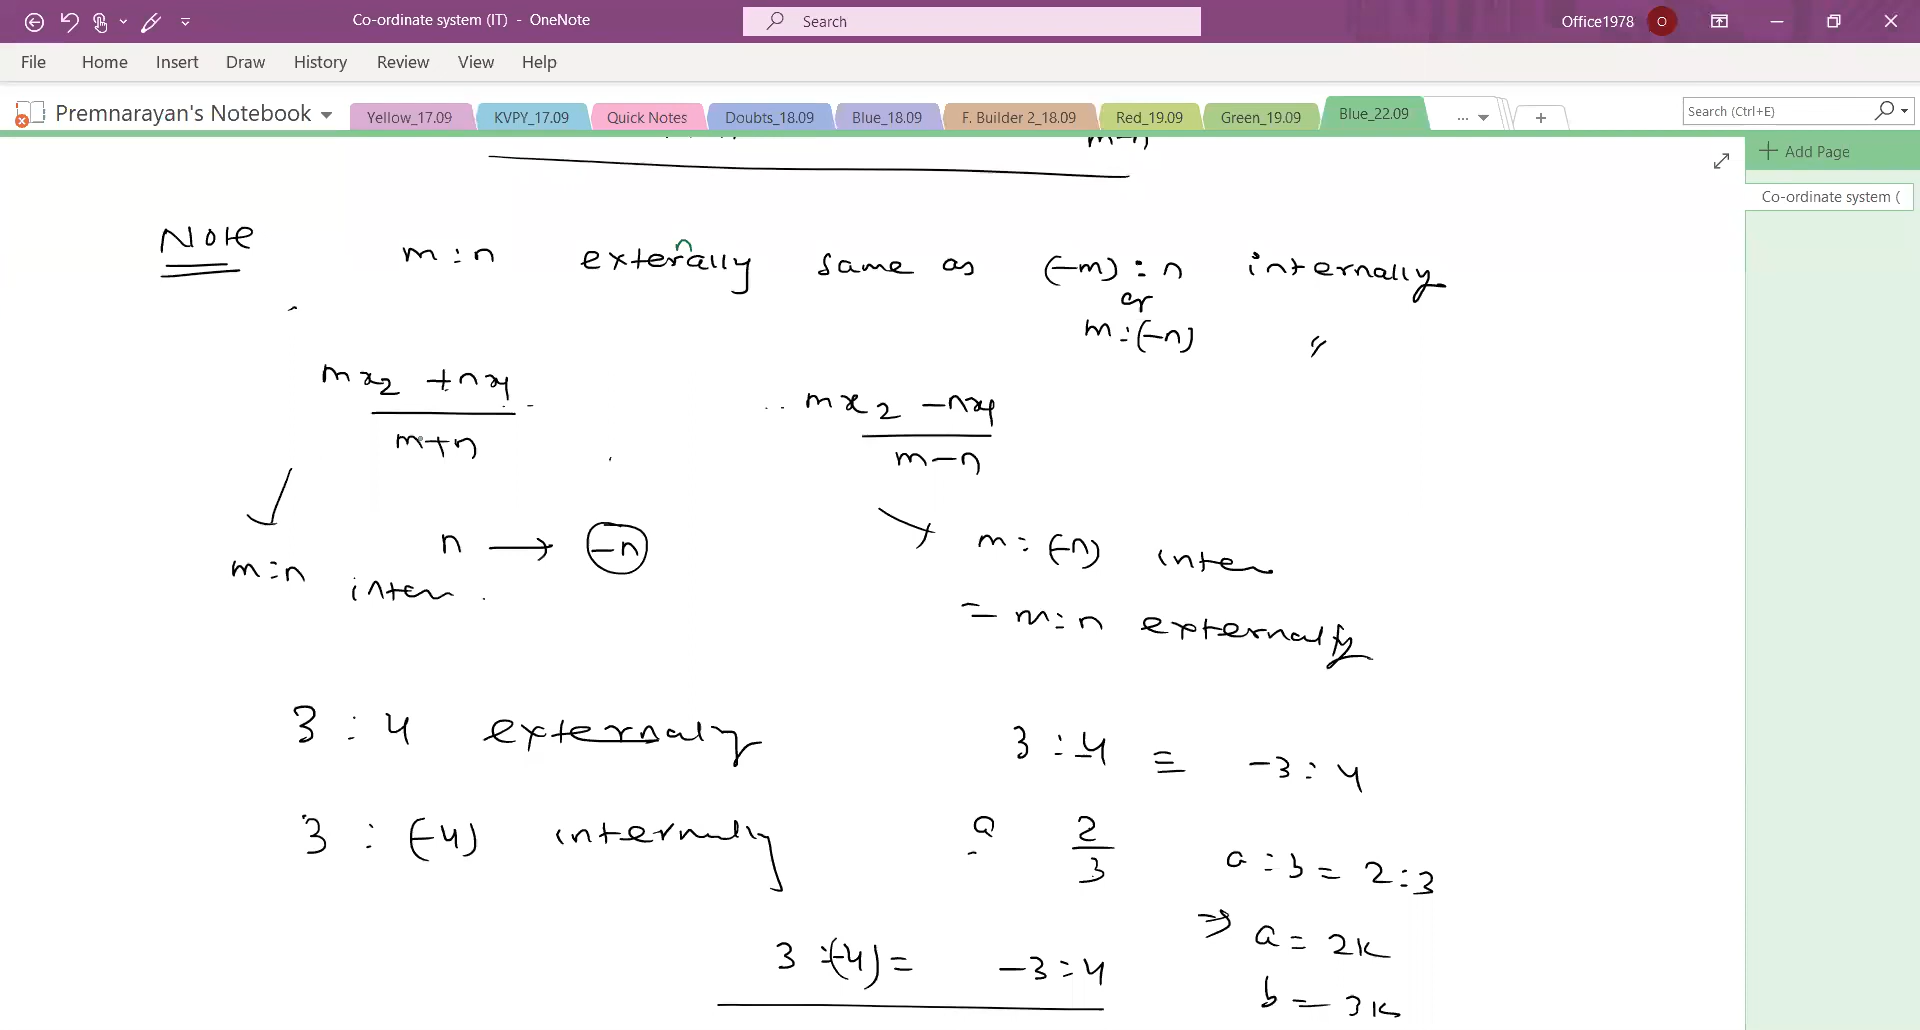 Co-ordinate system (IT) - OneNote
Search
Office1978
O
File Home Insert Draw History Review View Help
Premnarayan's Notebook
Yellow_17.09
KVPY_17.09
Quick Notes
Doubts_18.09
Blue_18.09
F. Builder 2_18.09
Red_19.09
Green_19.09
Blue_22.09
...
+
Search (Ctrl+E)
+ Add Page
Co-ordinate system (
m-n
Note m : n externally same as (-m) : n internally
or
m : (-n) "
mx2 + nx1
m+n
mx2 - nx1
m-n
m:n inter
n → -n
m : (-n) inter
= m:n externally
3 : 4 externally
3 : -4 ≡ -3 : 4
3 : (-4) internally
a 2
3
a : b = 2 : 3
⇒ a = 2k
b = 3k
3 : (-4) = -3 : 4